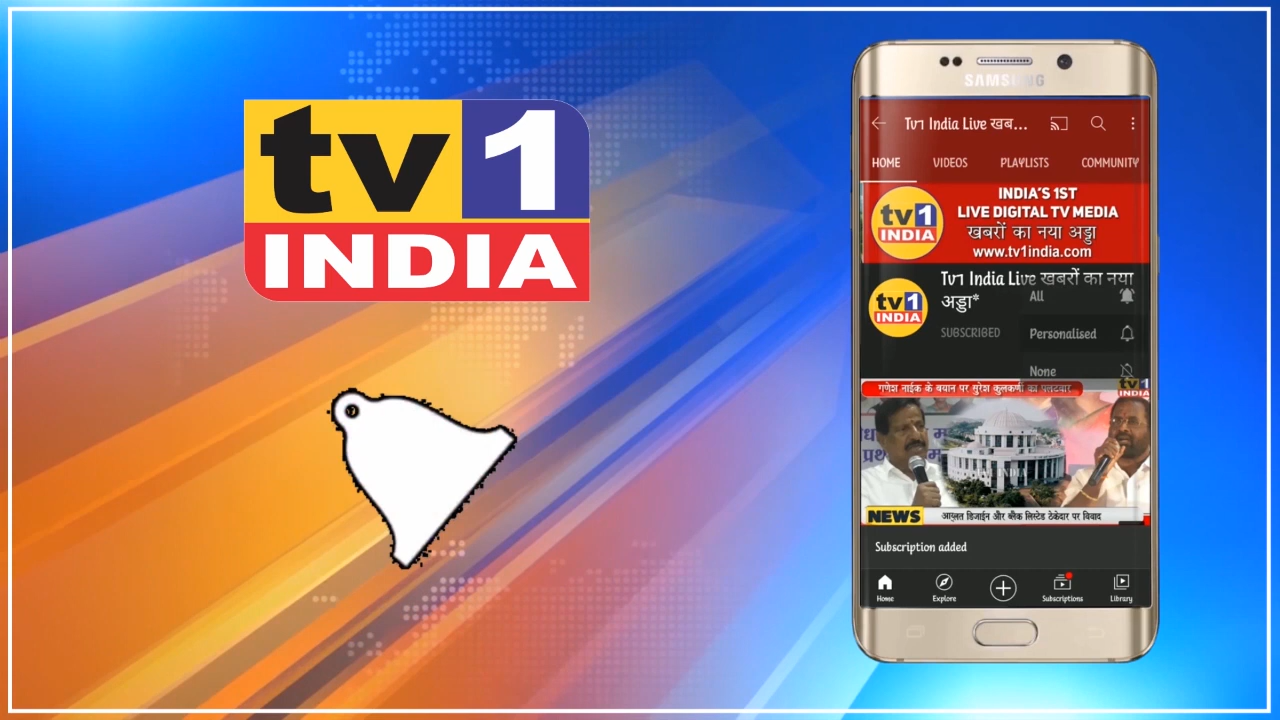 tv1
INDIA
SAMSUNG
Tv1 India Live खब...
HOME VIDEOS PLAYLISTS COMMUNITY
tv1
INDIA
INDIA'S 1ST
LIVE DIGITAL TV MEDIA
खबरों का नया अड्डा
www.tv1india.com
tv1
INDIA
Tv1 India Live खबरों का नया
अड्डा*
SUBSCRIBED
All
Personalised
None
गणेश नाईक के बयान पर सुरेश कुलकर्णी का पलटवार
tv1
INDIA
NEWS
डिजाईन और ब्लैक लिस्टेड ठेकेदार पर विवाद
Subscription added
Home Explore Subscriptions Library